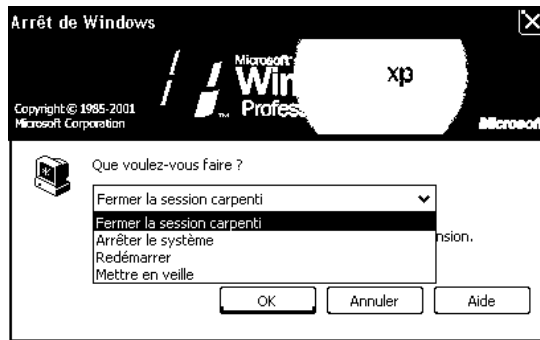 Arrêt de Windows
Microsoft
Win
xp
Profes
Copyright © 1985-2001
Microsoft Corporation
Microsoft
Que voulez-vous faire ?
Fermer la session carpenti
Fermer la session carpenti
Arrêter le système
Redémarrer
Mettre en veille
nsion.
OK
Annuler
Aide